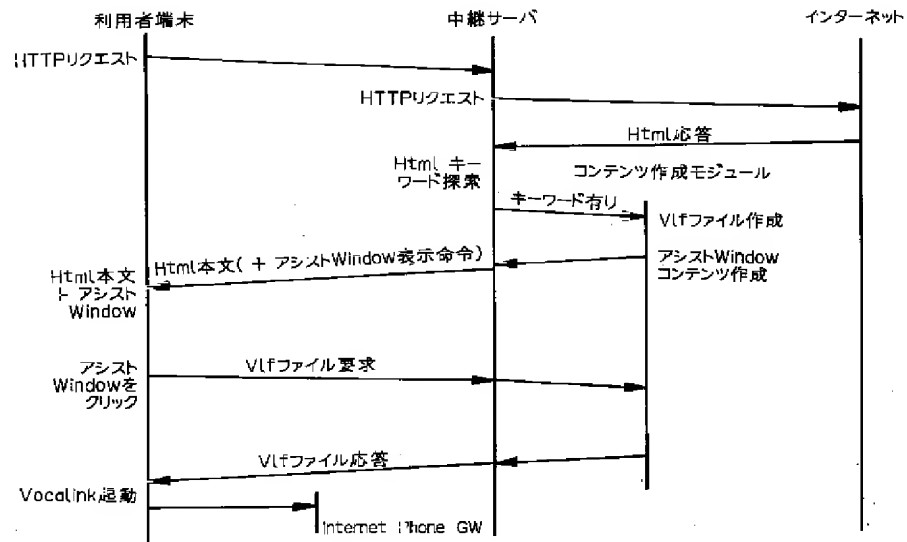 利用者端末
中継サーバ
インターネット
HTTPリクエスト
HTTPリクエスト
Html応答
Html キー
ワード探索
コンテンツ作成モジュール
キーワード有り
Vlfファイル作成
Html本文( + アシストWindow表示命令)
アシストWindow
コンテンツ作成
Html本文
+ アシスト
Window
アシスト
Windowを
クリック
Vlfファイル要求
Vlfファイル応答
Vocalink起動
Internet Phone GW